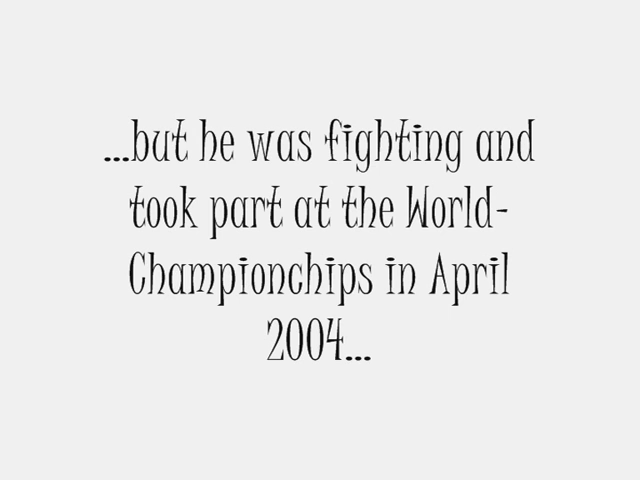 ...but he was fighting and
took part at the World-
Championchips in April
2004...